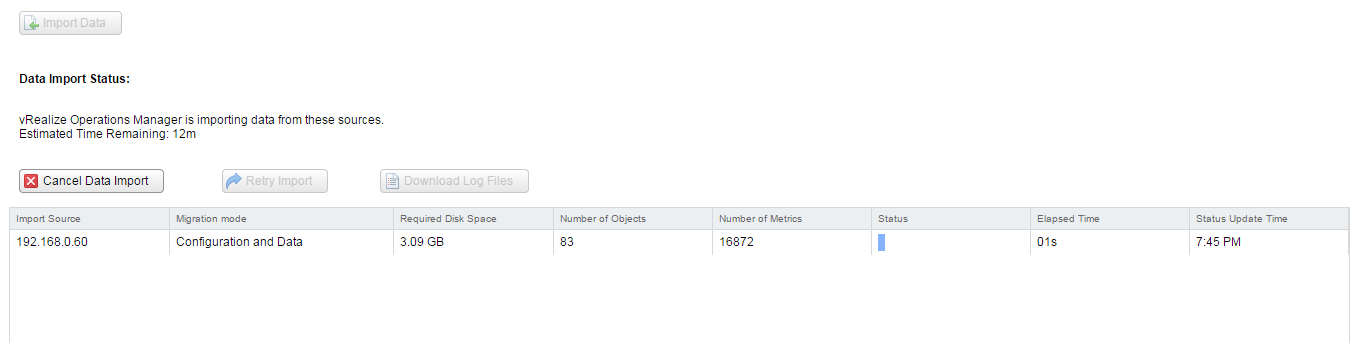 Import Data
Data Import Status:
vRealize Operations Manager is importing data from these sources.
Estimated Time Remaining: 12m
Cancel Data Import Retry Import Download Log Files
Import Source Migration mode Required Disk Space Number of Objects Number of Metrics Status Elapsed Time Status Update Time
192.168.0.60 Configuration and Data 3.09 GB 83 16872 01s 7:45 PM